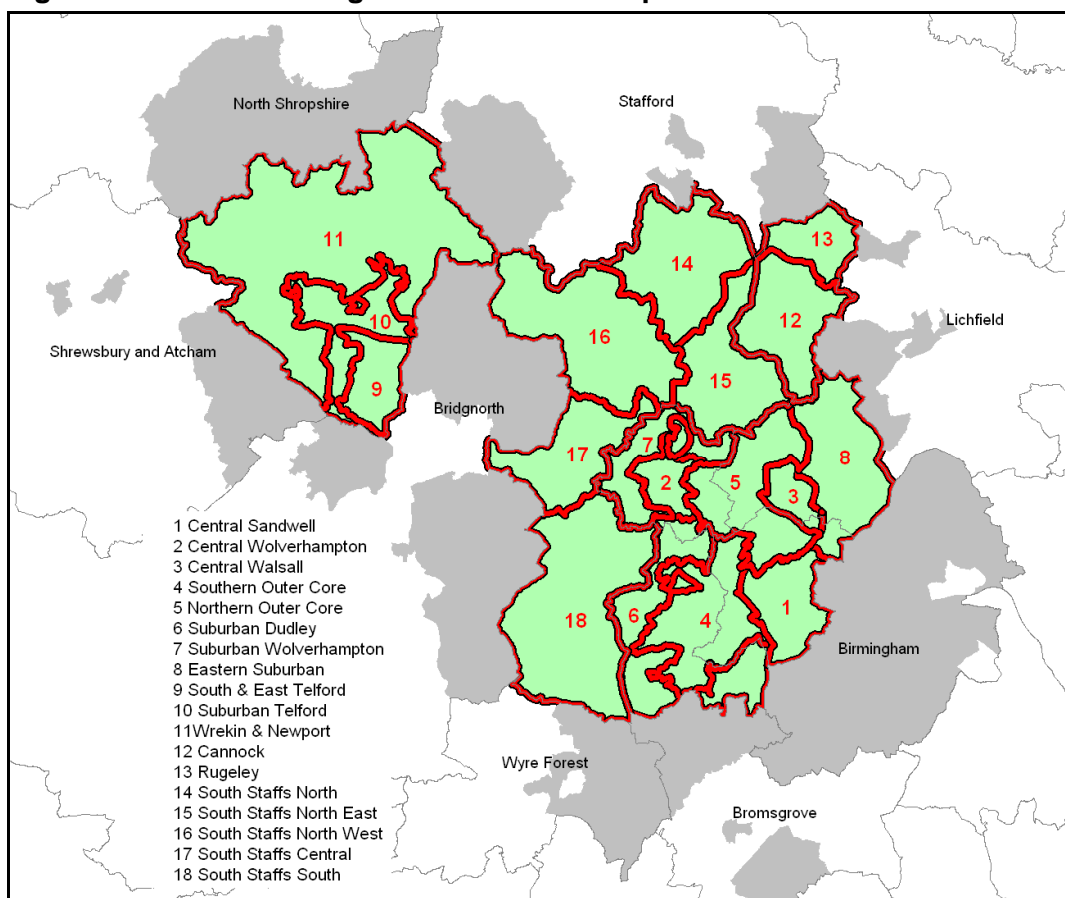 North Shropshire
Stafford
11
13
14
10
12
16
Lichfield
Shrewsbury and Atcham
15
9
Bridgnorth
7
17
8
2
5
3
1 Central Sandwell
2 Central Wolverhampton
3 Central Walsall
4 Southern Outer Core
5 Northern Outer Core
6 Suburban Dudley
7 Suburban Wolverhampton
8 Eastern Suburban
9 South & East Telford
10 Suburban Telford
11Wrekin & Newport
12 Cannock
13 Rugeley
14 South Staffs North
15 South Staffs North East
16 South Staffs North West
17 South Staffs Central
18 South Staffs South
18
6
4
1
Birmingham
Wyre Forest
Bromsgrove